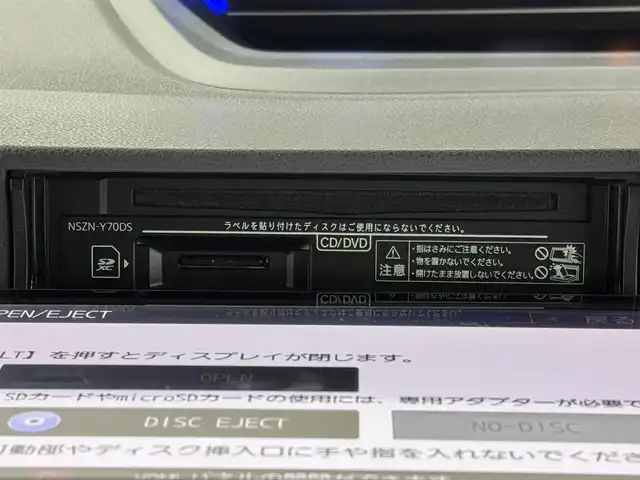 NSZN-Y70DS
ラベルを貼り付けたディスクはご使用にならないでください。
CD/DVD
SD XC
注意
・指はさみにご注意ください。
・物を置かないでください。
・開けたまま放置しないでください。
PEN/EJECT
戻る
LT】を押すとディスプレイが閉じます。
OPEN
SDカードやmicroSDカードの使用には、専用アダプターが必要で
DISC EJECT
NO-DISC
可動部やディスク挿入口に手や指を入れないでくださ